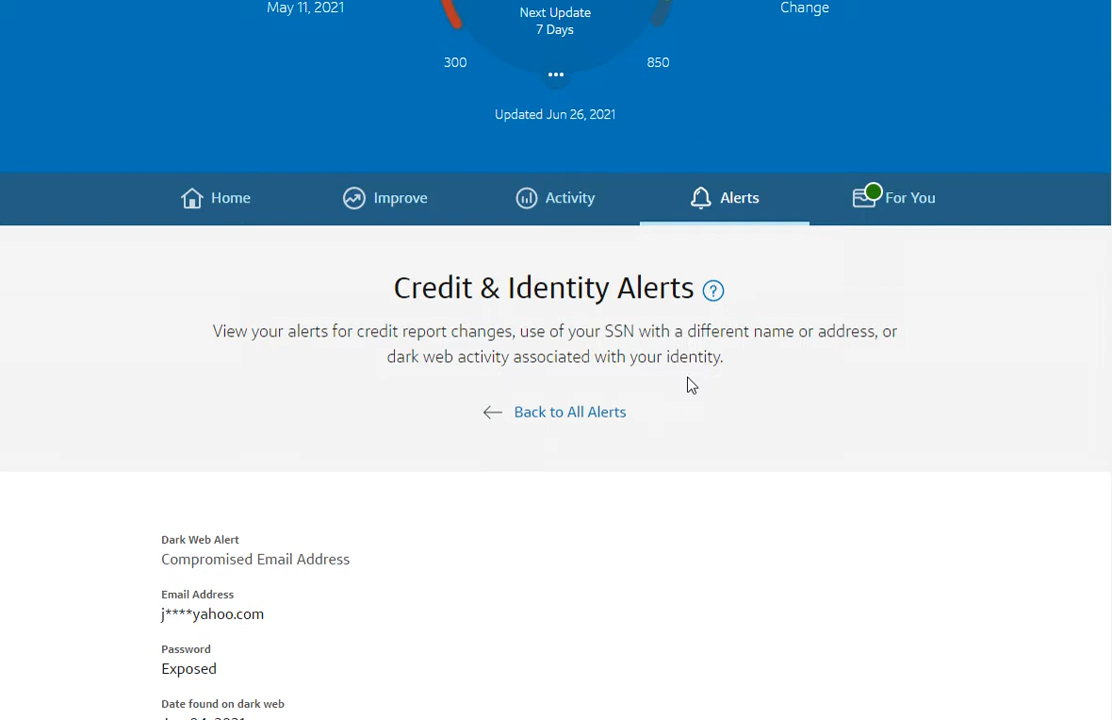 May 11, 2021
Next Update
7 Days
Change
300
850
Updated Jun 26, 2021
Home
Improve
Activity
Alerts
For You
Credit & Identity Alerts ?
View your alerts for credit report changes, use of your SSN with a different name or address, or
dark web activity associated with your identity.
Back to All Alerts
Dark Web Alert
Compromised Email Address
Email Address
j****yahoo.com
Password
Exposed
Date found on dark web